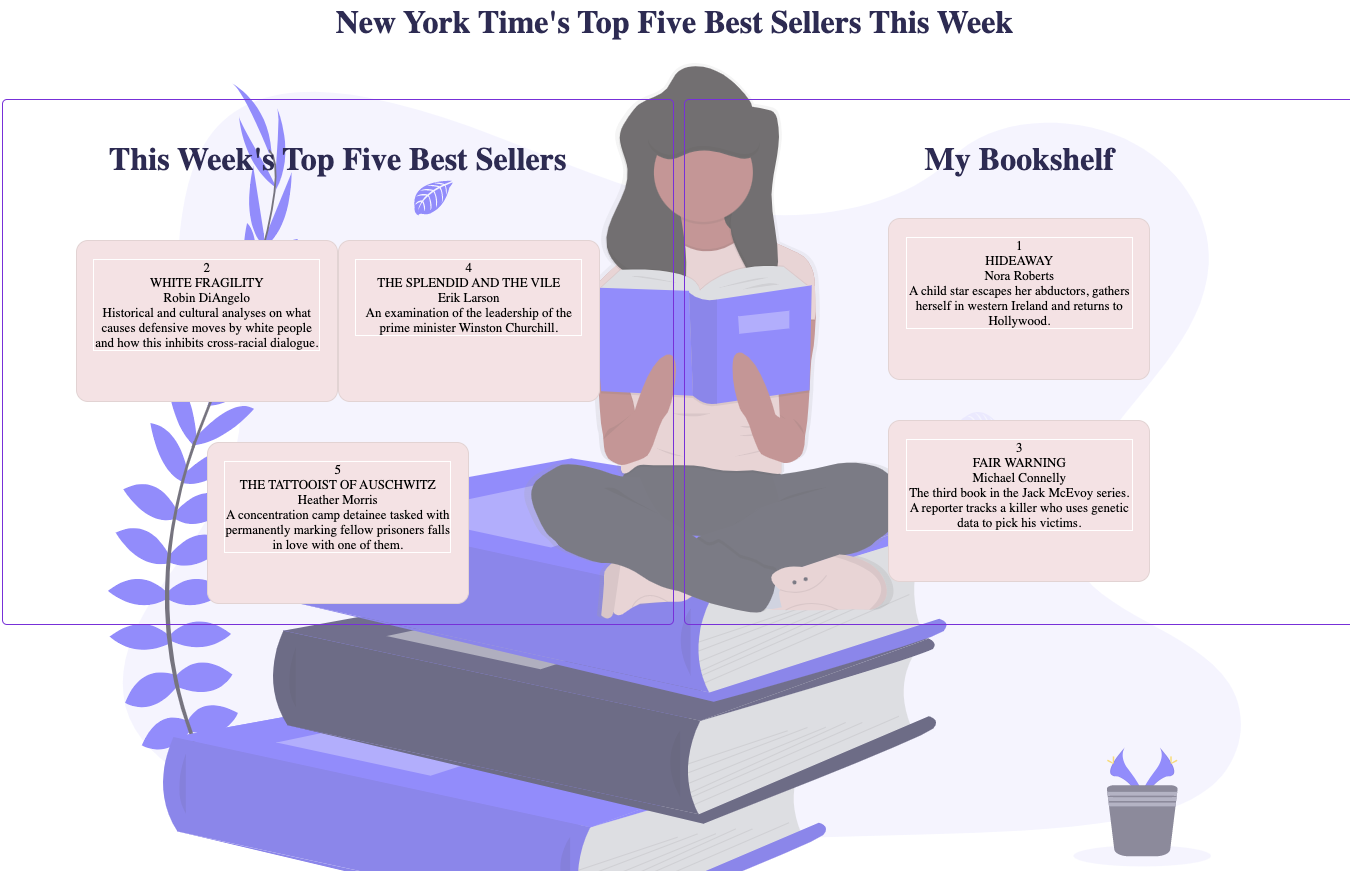 New York Time's Top Five Best Sellers This Week
This Week's Top Five Best Sellers
2
WHITE FRAGILITY
Robin DiAngelo
Historical and cultural analyses on what
causes defensive moves by white people
and how this inhibits cross-racial dialogue.
4
THE SPLENDID AND THE VILE
Erik Larson
An examination of the leadership of the
prime minister Winston Churchill.
5
THE TATTOOIST OF AUSCHWITZ
Heather Morris
A concentration camp detainee tasked with
permanently marking fellow prisoners falls
in love with one of them.
My Bookshelf
1
HIDEAWAY
Nora Roberts
A child star escapes her abductors, gathers
herself in western Ireland and returns to
Hollywood.
3
FAIR WARNING
Michael Connelly
The third book in the Jack McEvoy series.
A reporter tracks a killer who uses genetic
data to pick his victims.